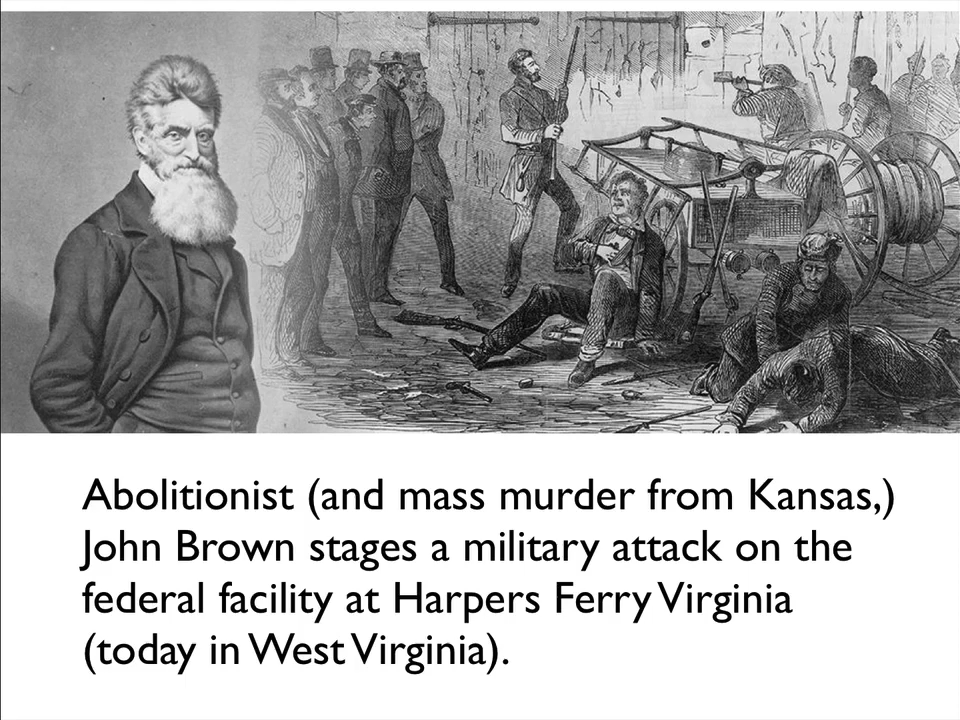 Abolitionist (and mass murder from Kansas,)
John Brown stages a military attack on the
federal facility at Harpers Ferry Virginia
(today in West Virginia).